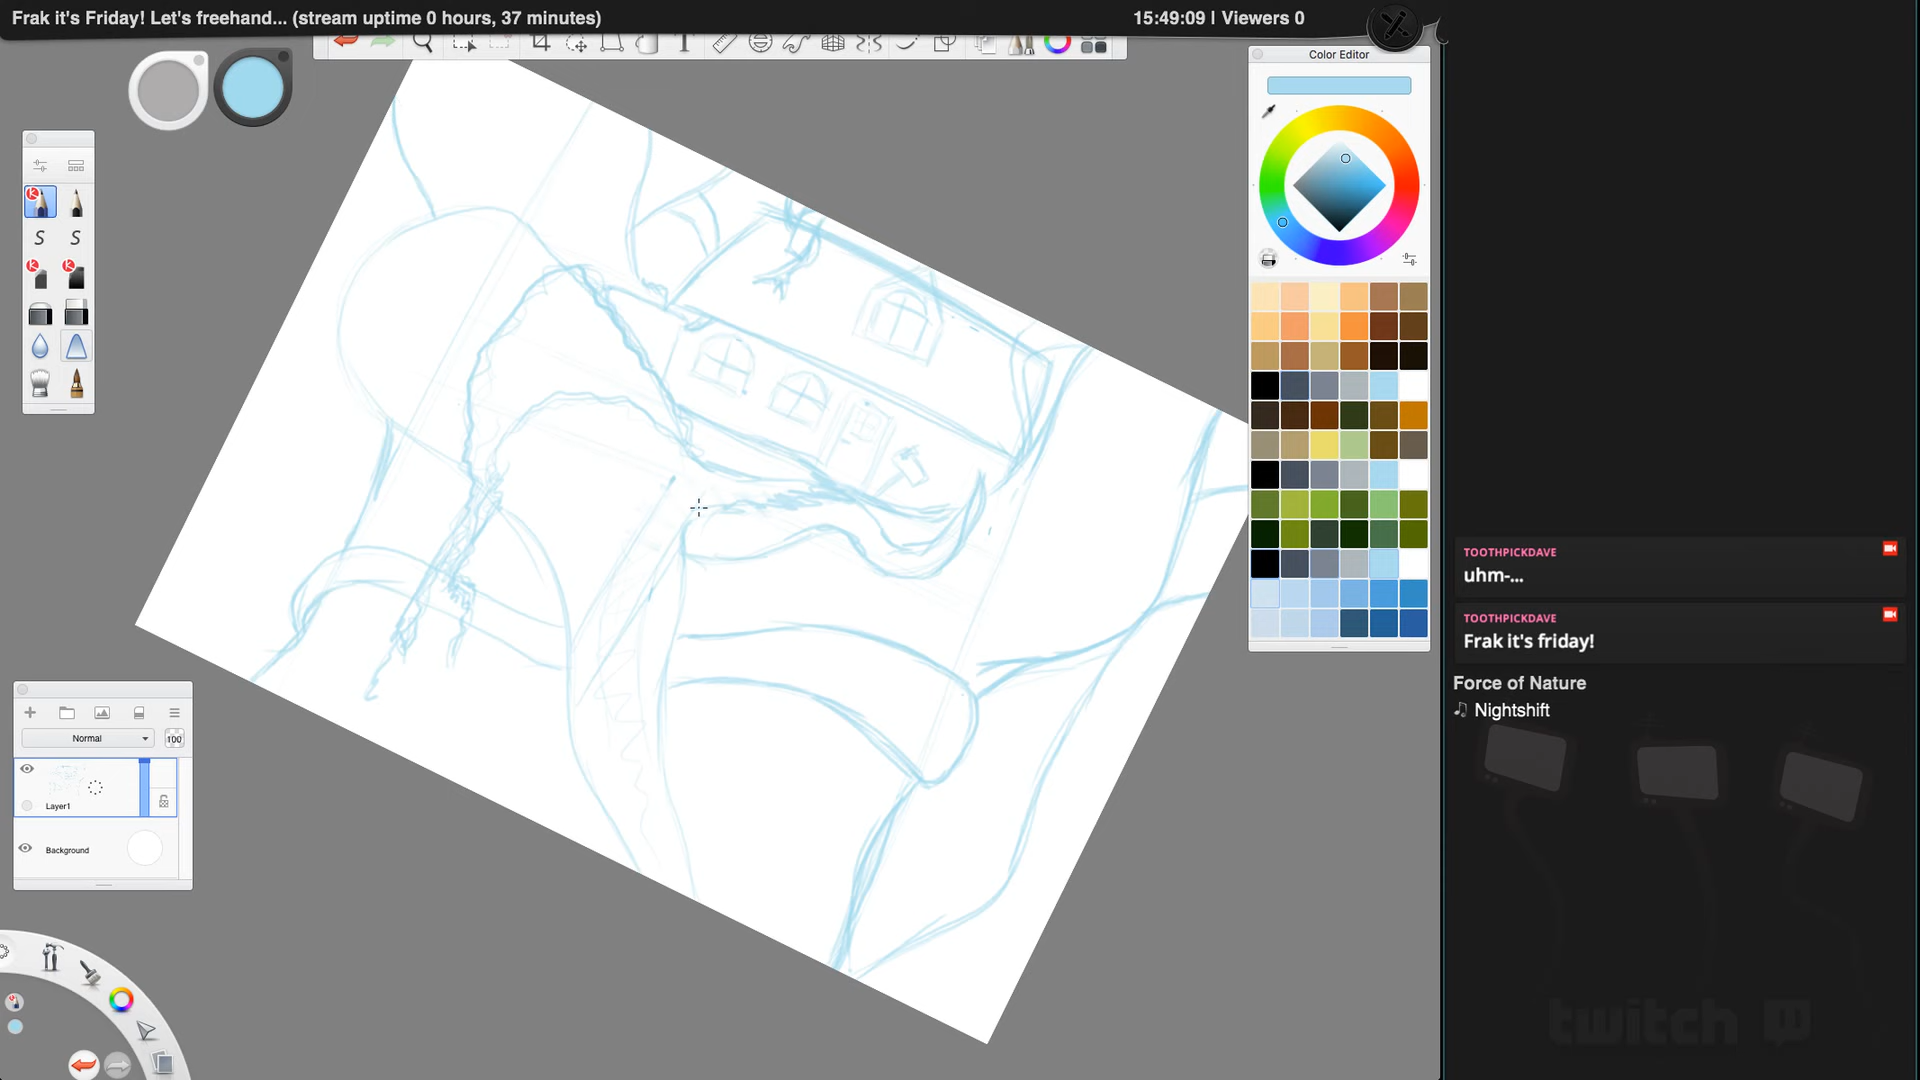 Frak it's Friday! Let's freehand... (stream uptime 0 hours, 37 minutes)
15:49:09 | Viewers 0
Color Editor
Normal
100
Layer1
Background
TOOTHPICKDAVE
uhm-...
TOOTHPICKDAVE
Frak it's friday!
Force of Nature
Nightshift
twitch